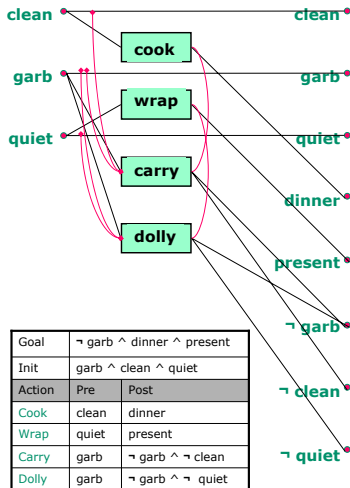 clean
clean
cook
garb
garb
wrap
quiet
quiet
carry
dinner
dolly
present
¬ garb
¬ clean
¬ quiet
Goal ¬ garb ^ dinner ^ present
Init garb ^ clean ^ quiet
Action Pre Post
Cook clean dinner
Wrap quiet present
Carry garb ¬ garb ^ ¬ clean
Dolly garb ¬ garb ^ ¬ quiet